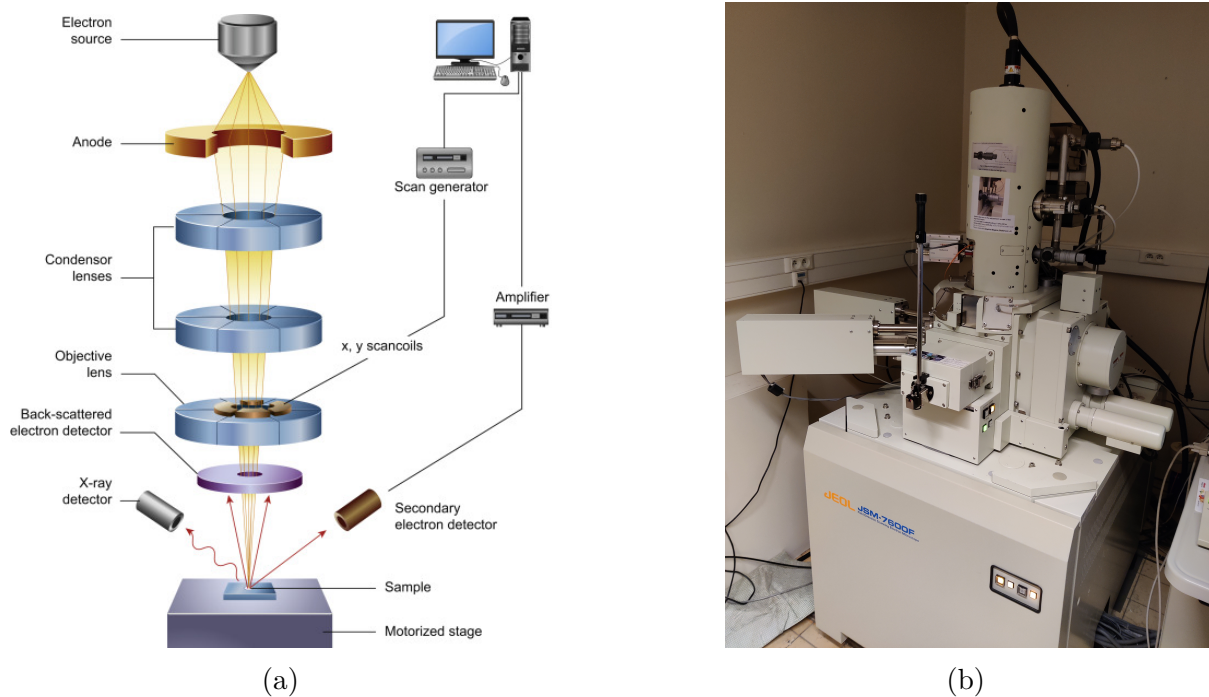 Electron
source
Anode
Scan generator
Condensor
lenses
Amplifier
x, y scancoils
Objective
lens
Back-scattered
electron detector
X-ray
detector
Secondary
electron detector
Sample
Motorized stage
JEOL JSM-7600F
(a)
(b)